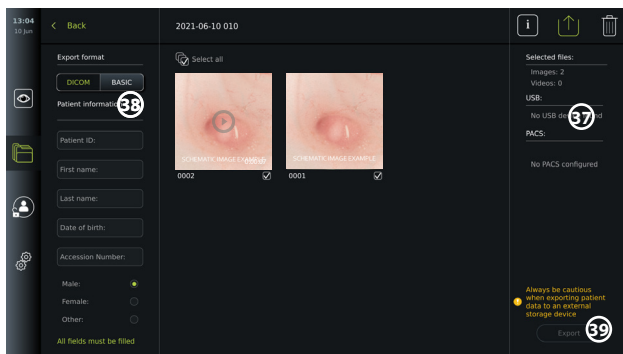 13:04
10 Jun
Back
2021-06-10 010
i
Export format
DICOM
BASIC
Patient information
38
Patient ID:
First name:
Last name:
Date of birth:
Accession Number:
Male:
Female:
Other:
All fields must be filled
Select all
SCHEMATIC IMAGE EXAMPLE
0002
SCHEMATIC IMAGE EXAMPLE
0001
Selected files:
Images: 2
Videos: 0
USB:
No USB
37
PACS:
No PACS configured
Always be cautious
when exporting patient
data to an external
storage device
Export
39